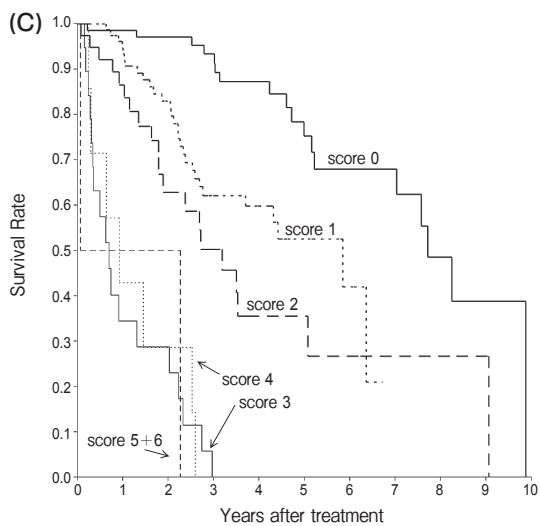 (C)
1.0
0.9
0.8
0.7
0.6
0.5
0.4
0.3
0.2
0.1
0.0
Survival Rate
score 0
score 1
score 2
score 4
score 3
score 5+6
0 1 2 3 4 5 6 7 8 9 10
Years after treatment